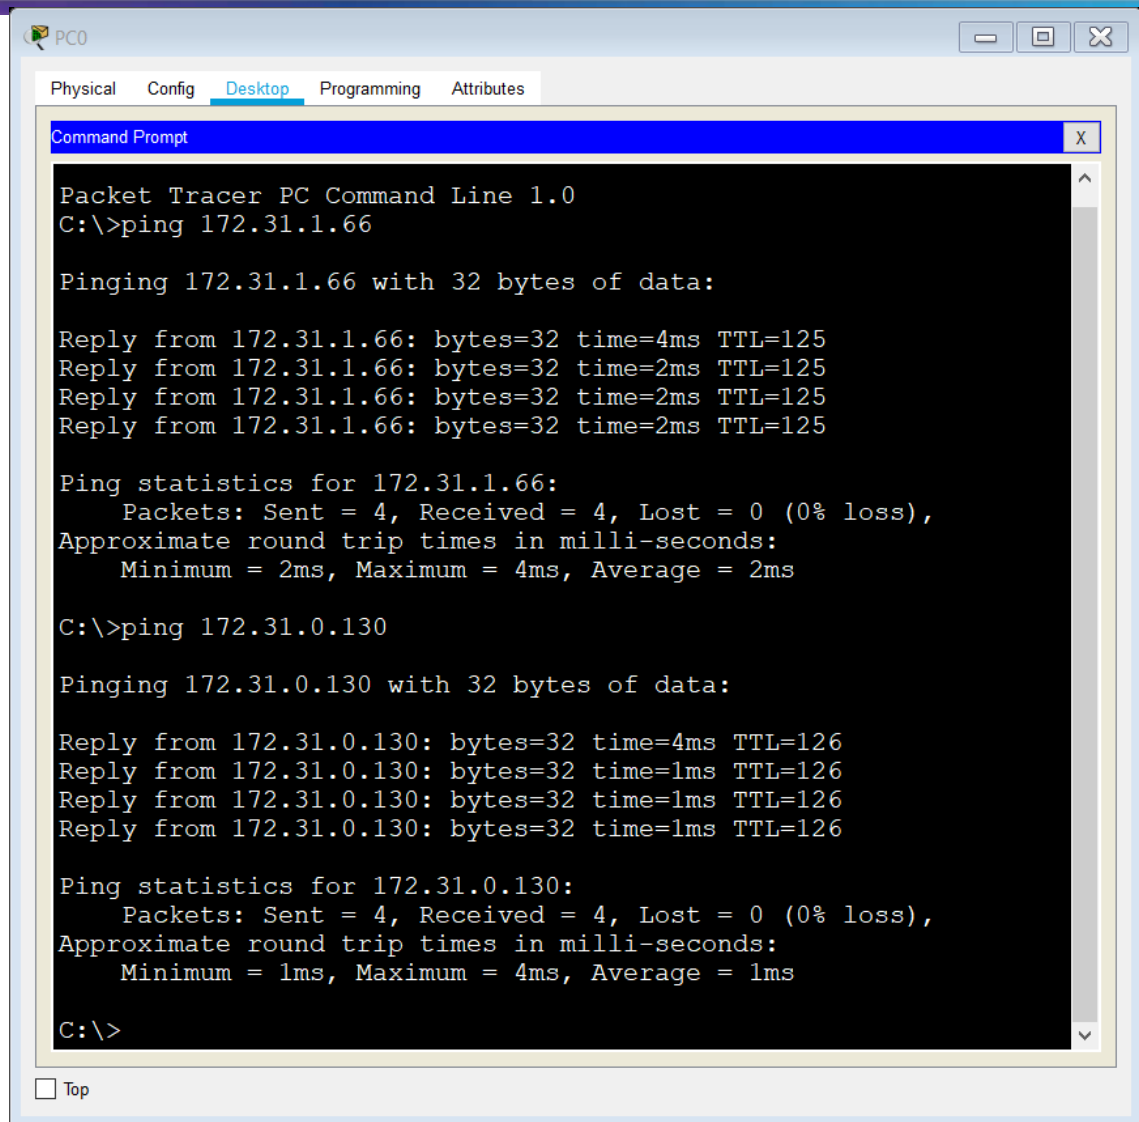 PC0
Physical Config Desktop Programming Attributes
Command Prompt X
Packet Tracer PC Command Line 1.0
C:\>ping 172.31.1.66
Pinging 172.31.1.66 with 32 bytes of data:
Reply from 172.31.1.66: bytes=32 time=4ms TTL=125
Reply from 172.31.1.66: bytes=32 time=2ms TTL=125
Reply from 172.31.1.66: bytes=32 time=2ms TTL=125
Reply from 172.31.1.66: bytes=32 time=2ms TTL=125
Ping statistics for 172.31.1.66:
Packets: Sent = 4, Received = 4, Lost = 0 (0% loss),
Approximate round trip times in milli-seconds:
Minimum = 2ms, Maximum = 4ms, Average = 2ms
C:\>ping 172.31.0.130
Pinging 172.31.0.130 with 32 bytes of data:
Reply from 172.31.0.130: bytes=32 time=4ms TTL=126
Reply from 172.31.0.130: bytes=32 time=1ms TTL=126
Reply from 172.31.0.130: bytes=32 time=1ms TTL=126
Reply from 172.31.0.130: bytes=32 time=1ms TTL=126
Ping statistics for 172.31.0.130:
Packets: Sent = 4, Received = 4, Lost = 0 (0% loss),
Approximate round trip times in milli-seconds:
Minimum = 1ms, Maximum = 4ms, Average = 1ms
C:\>
Top